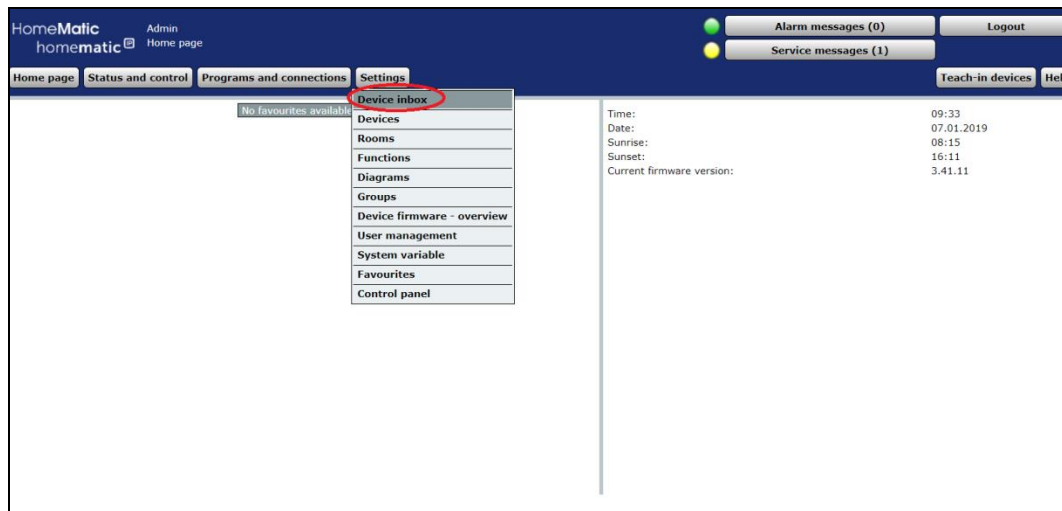 HomeMatic Admin Alarm messages (0) Logout
homematic IP Home page Service messages (1)
Home page Status and control Programs and connections Settings Teach-in devices Hel
No favourites available
Device inbox
Devices
Rooms
Functions
Diagrams
Groups
Device firmware - overview
User management
System variable
Favourites
Control panel
Time: 09:33
Date: 07.01.2019
Sunrise: 08:15
Sunset: 16:11
Current firmware version: 3.41.11